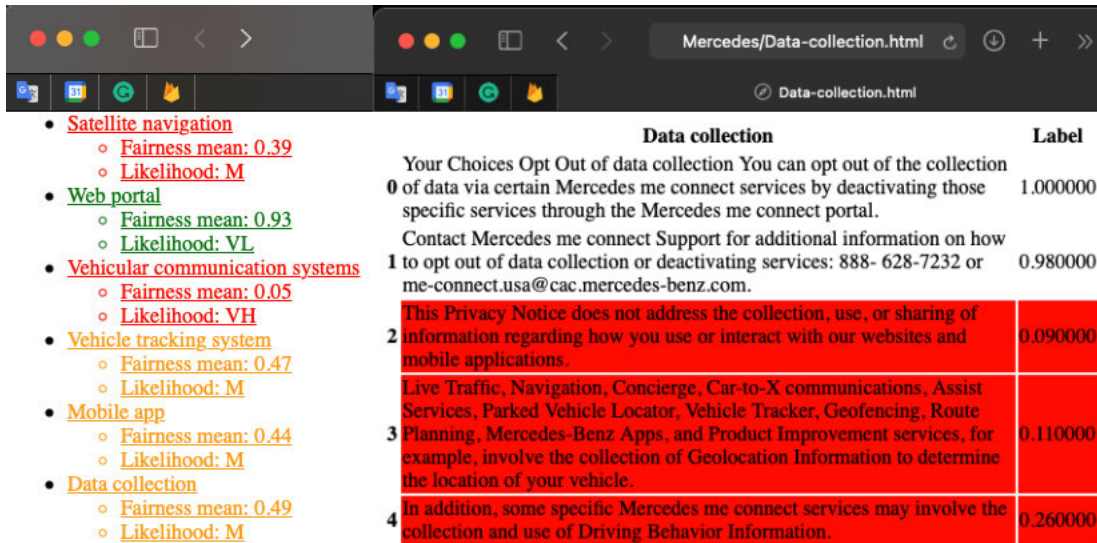 Mercedes/Data-collection.html
31
31
Data-collection.html
Satellite navigation
Fairness mean: 0.39
Likelihood: M
Web portal
Fairness mean: 0.93
Likelihood: VL
Vehicular communication systems
Fairness mean: 0.05
Likelihood: VH
Vehicle tracking system
Fairness mean: 0.47
Likelihood: M
Mobile app
Fairness mean: 0.44
Likelihood: M
Data collection
Fairness mean: 0.49
Likelihood: M
Data collection Label
Your Choices Opt Out of data collection You can opt out of the collection
0 of data via certain Mercedes me connect services by deactivating those 1.000000
specific services through the Mercedes me connect portal.
Contact Mercedes me connect Support for additional information on how
1 to opt out of data collection or deactivating services: 888- 628-7232 or 0.980000
me-connect.usa@cac.mercedes-benz.com.
This Privacy Notice does not address the collection, use, or sharing of
2 information regarding how you use or interact with our websites and 0.090000
mobile applications.
Live Traffic, Navigation, Concierge, Car-to-X communications, Assist
Services, Parked Vehicle Locator, Vehicle Tracker, Geofencing, Route
3 Planning, Mercedes-Benz Apps, and Product Improvement services, for 0.110000
example, involve the collection of Geolocation Information to determine
the location of your vehicle.
In addition, some specific Mercedes me connect services may involve the
4 collection and use of Driving Behavior Information. 0.260000